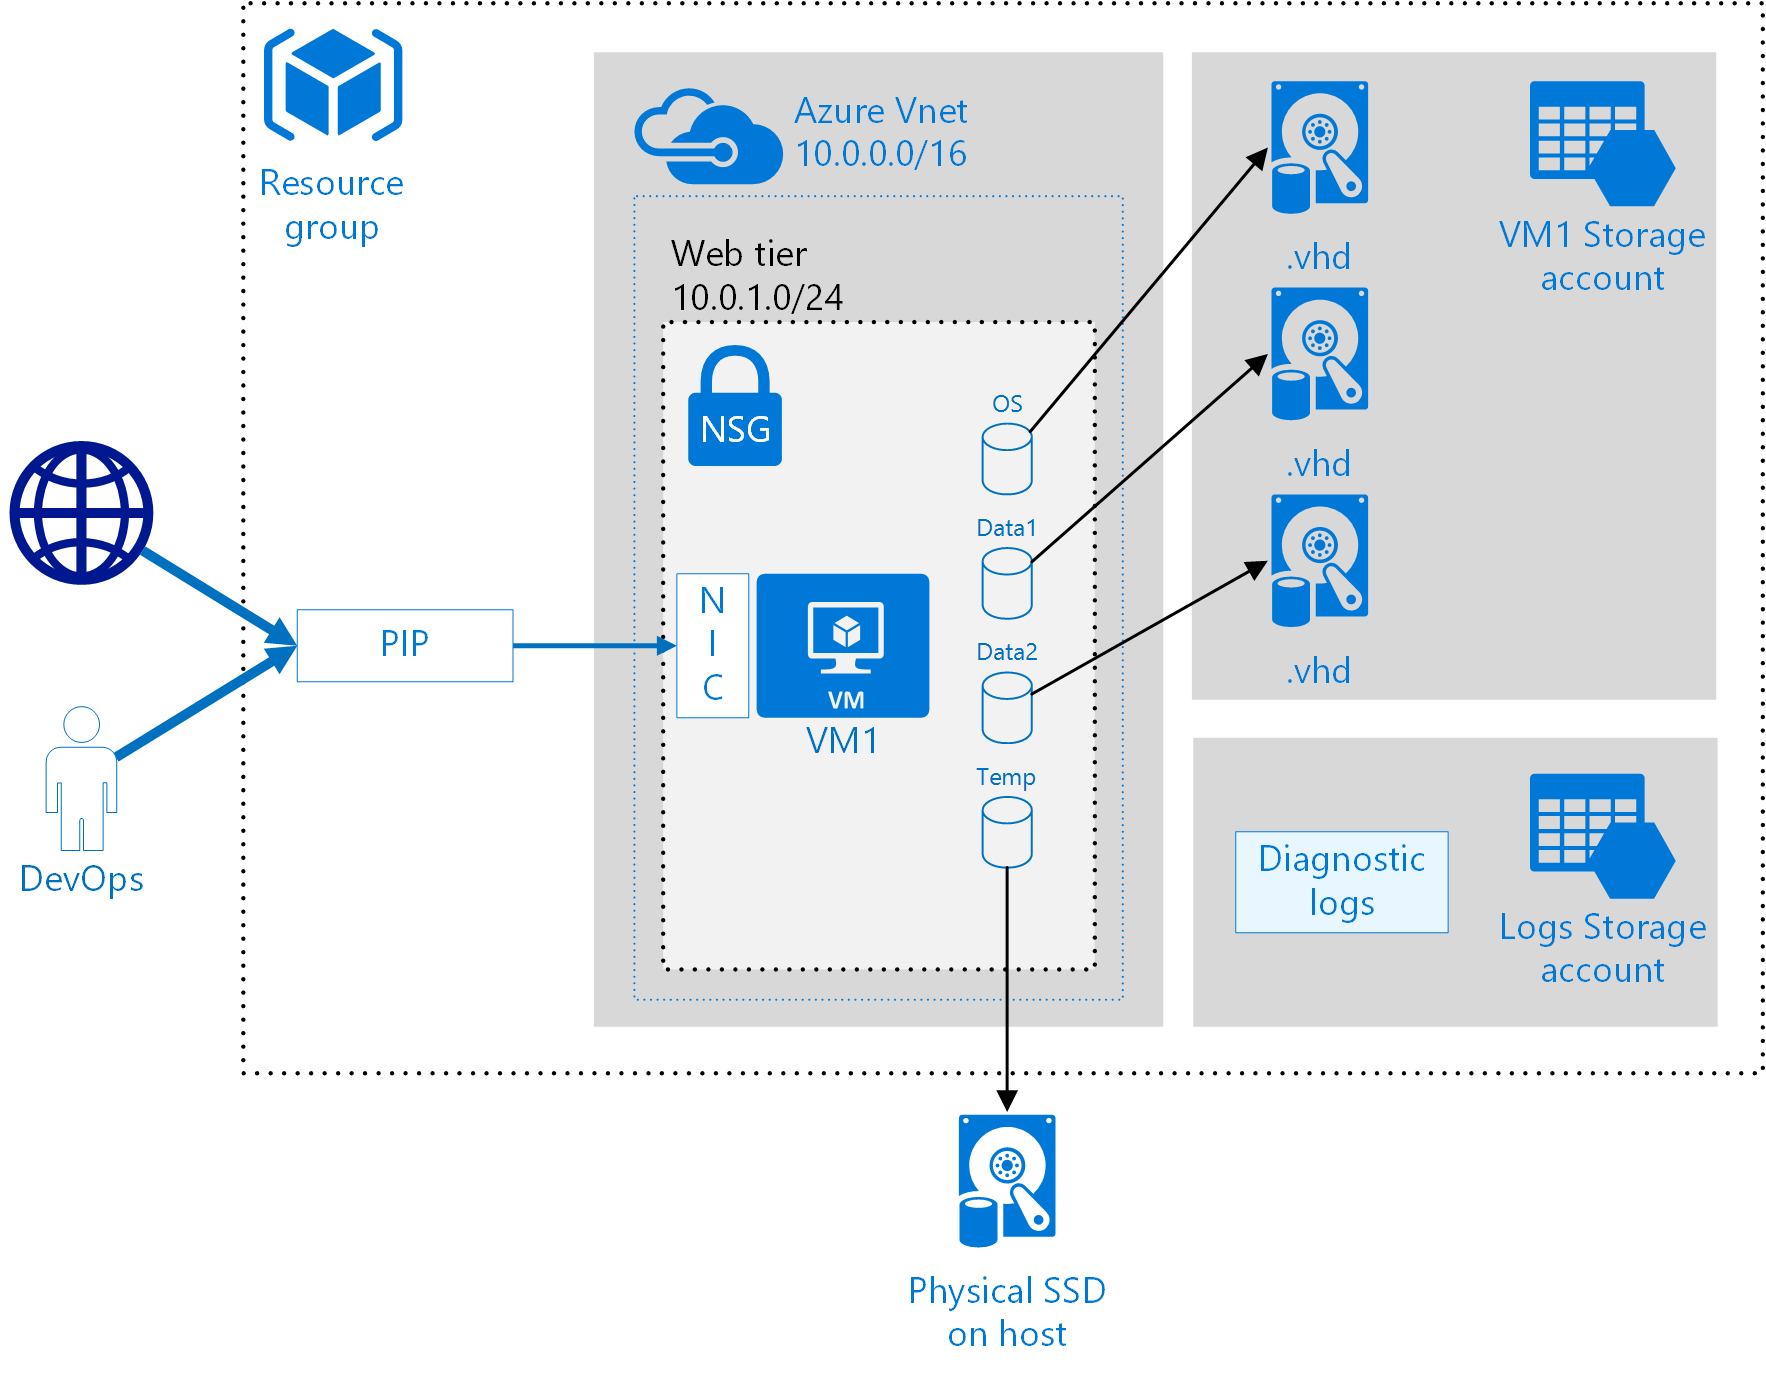 Resource
group
Azure Vnet
10.0.0.0/16
Web tier
10.0.1.0/24
NSG
OS
Data1
Data2
Temp
PIP
N
I
C
VM
VM1
DevOps
.vhd
.vhd
.vhd
VM1 Storage
account
Diagnostic
logs
Logs Storage
account
Physical SSD
on host